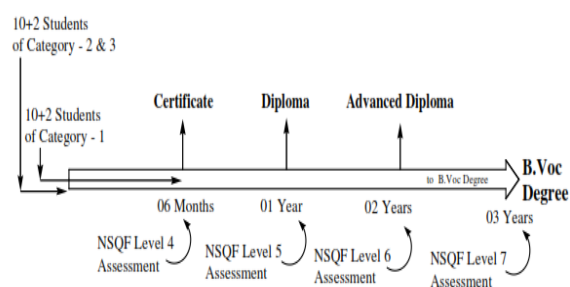 10+2 Students
of Category - 2 & 3
10+2 Students
of Category - 1
Certificate
Diploma
Advanced Diploma
to B.Voc Degree
B.Voc
Degree
06 Months
01 Year
02 Years
03 Years
NSQF Level 4
Assessment
NSQF Level 5
Assessment
NSQF Level 6
Assessment
NSQF Level 7
Assessment